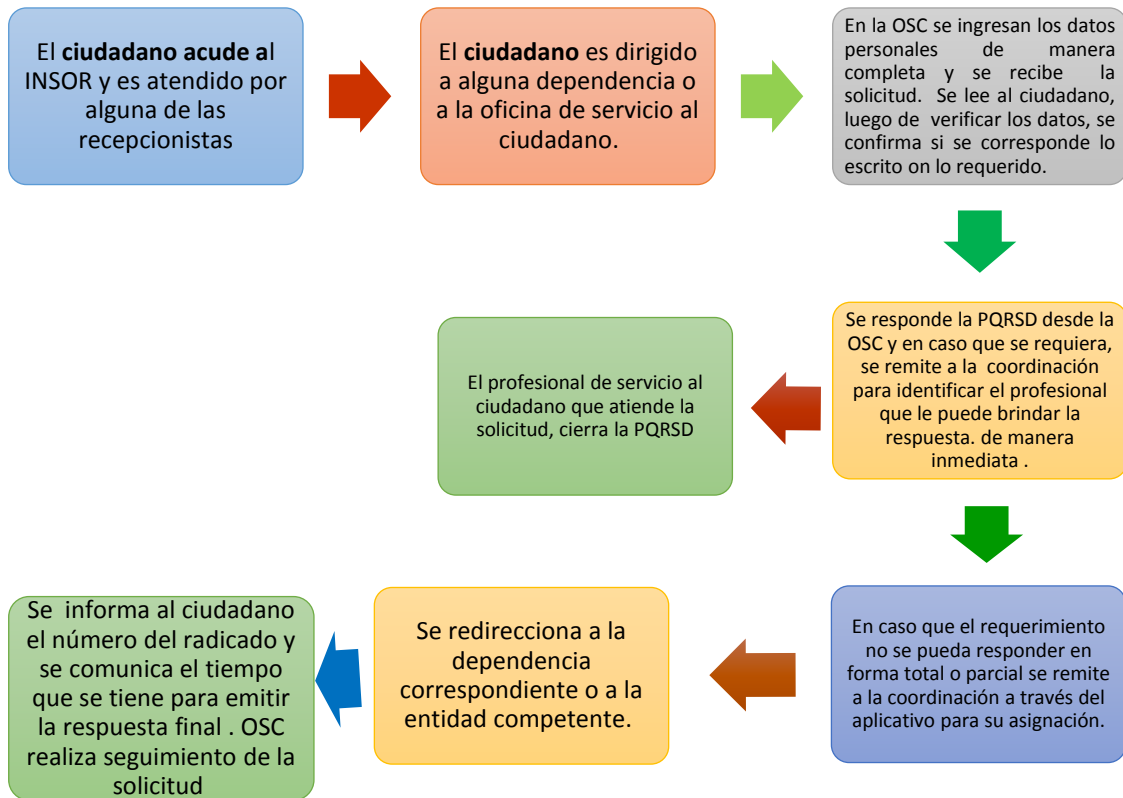 El ciudadano acude al
INSOR y es atendido por
alguna de las
recepcionistas
El ciudadano es dirigido
a alguna dependencia o
a la oficina de servicio al
ciudadano.
En la OSC se ingresan los datos
personales de manera
completa y se recibe la
solicitud. Se lee al ciudadano,
luego de verificar los datos, se
confirma si se corresponde lo
escrito on lo requerido.
Se responde la PQRSD desde la
OSC y en caso que se requiera,
se remite a la coordinación
para identificar el profesional
que le puede brindar la
respuesta. de manera
inmediata .
El profesional de servicio al
ciudadano que atiende la
solicitud, cierra la PQRSD
En caso que el requerimiento
no se pueda responder en
forma total o parcial se remite
a la coordinación a través del
aplicativo para su asignación.
Se redirecciona a la
dependencia
correspondiente o a la
entidad competente.
Se informa al ciudadano
el número del radicado y
se comunica el tiempo
que se tiene para emitir
la respuesta final . OSC
realiza seguimiento de la
solicitud